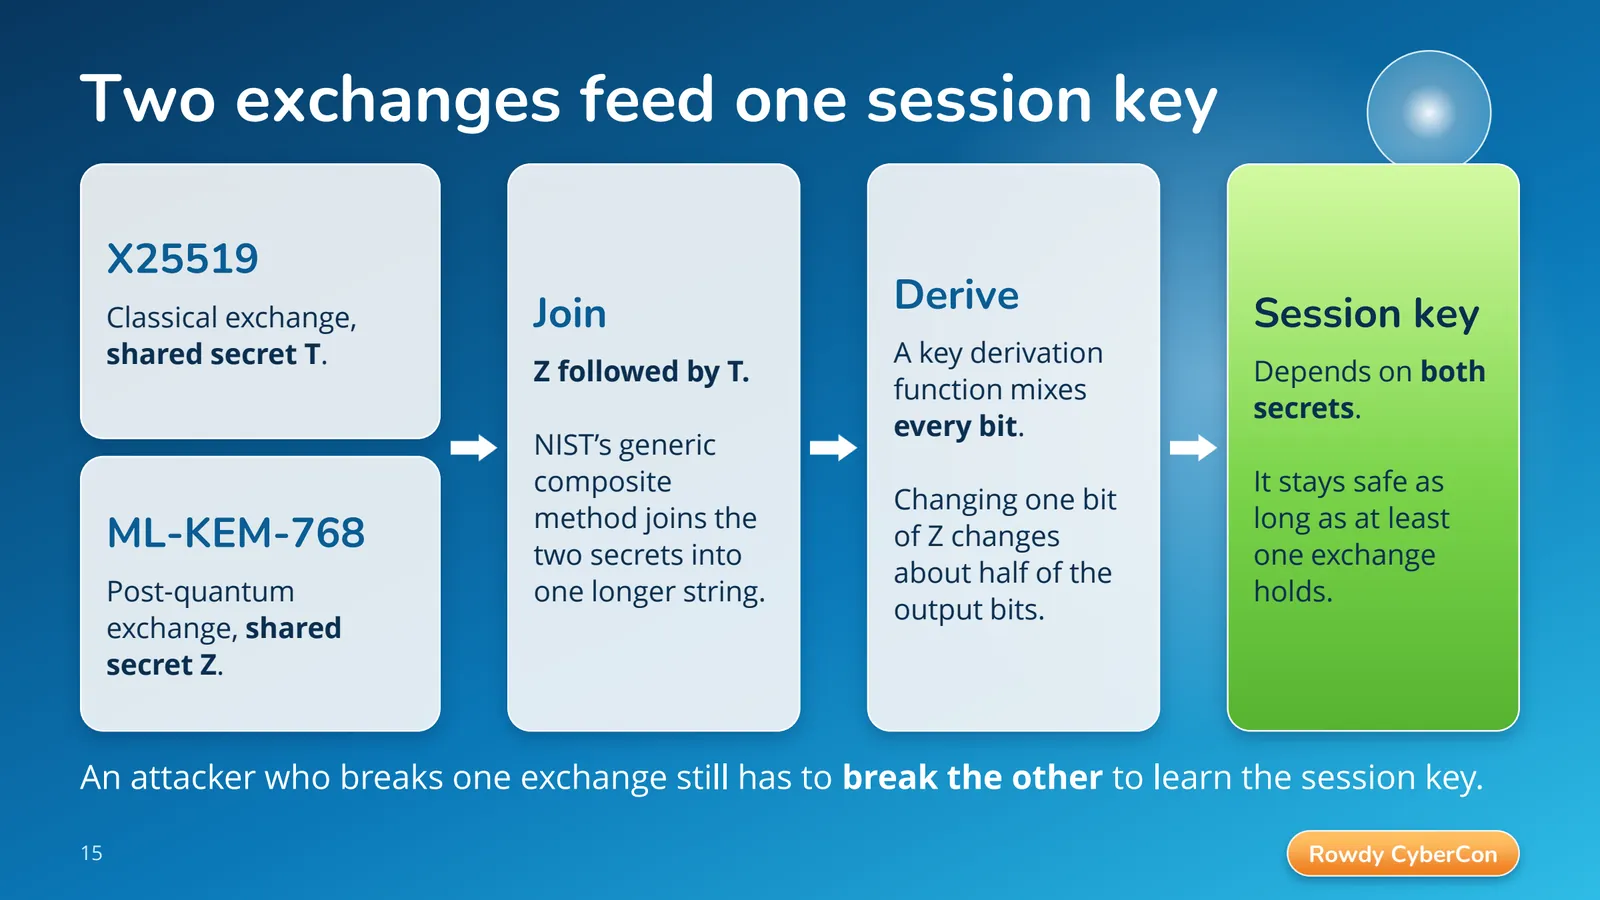 Two exchanges feed one session key
X25519
Classical exchange,
shared secret T.
ML-KEM-768
Post-quantum
exchange, shared
secret Z.
Join
Z followed by T.
NIST’s generic
composite
method joins the
two secrets into
one longer string.
Derive
A key derivation
function mixes
every bit.
Changing one bit
of Z changes
about half of the
output bits.
Session key
Depends on both
secrets.
It stays safe as
long as at least
one exchange
holds.
An attacker who breaks one exchange still has to break the other to learn the session key.
15
Rowdy CyberCon